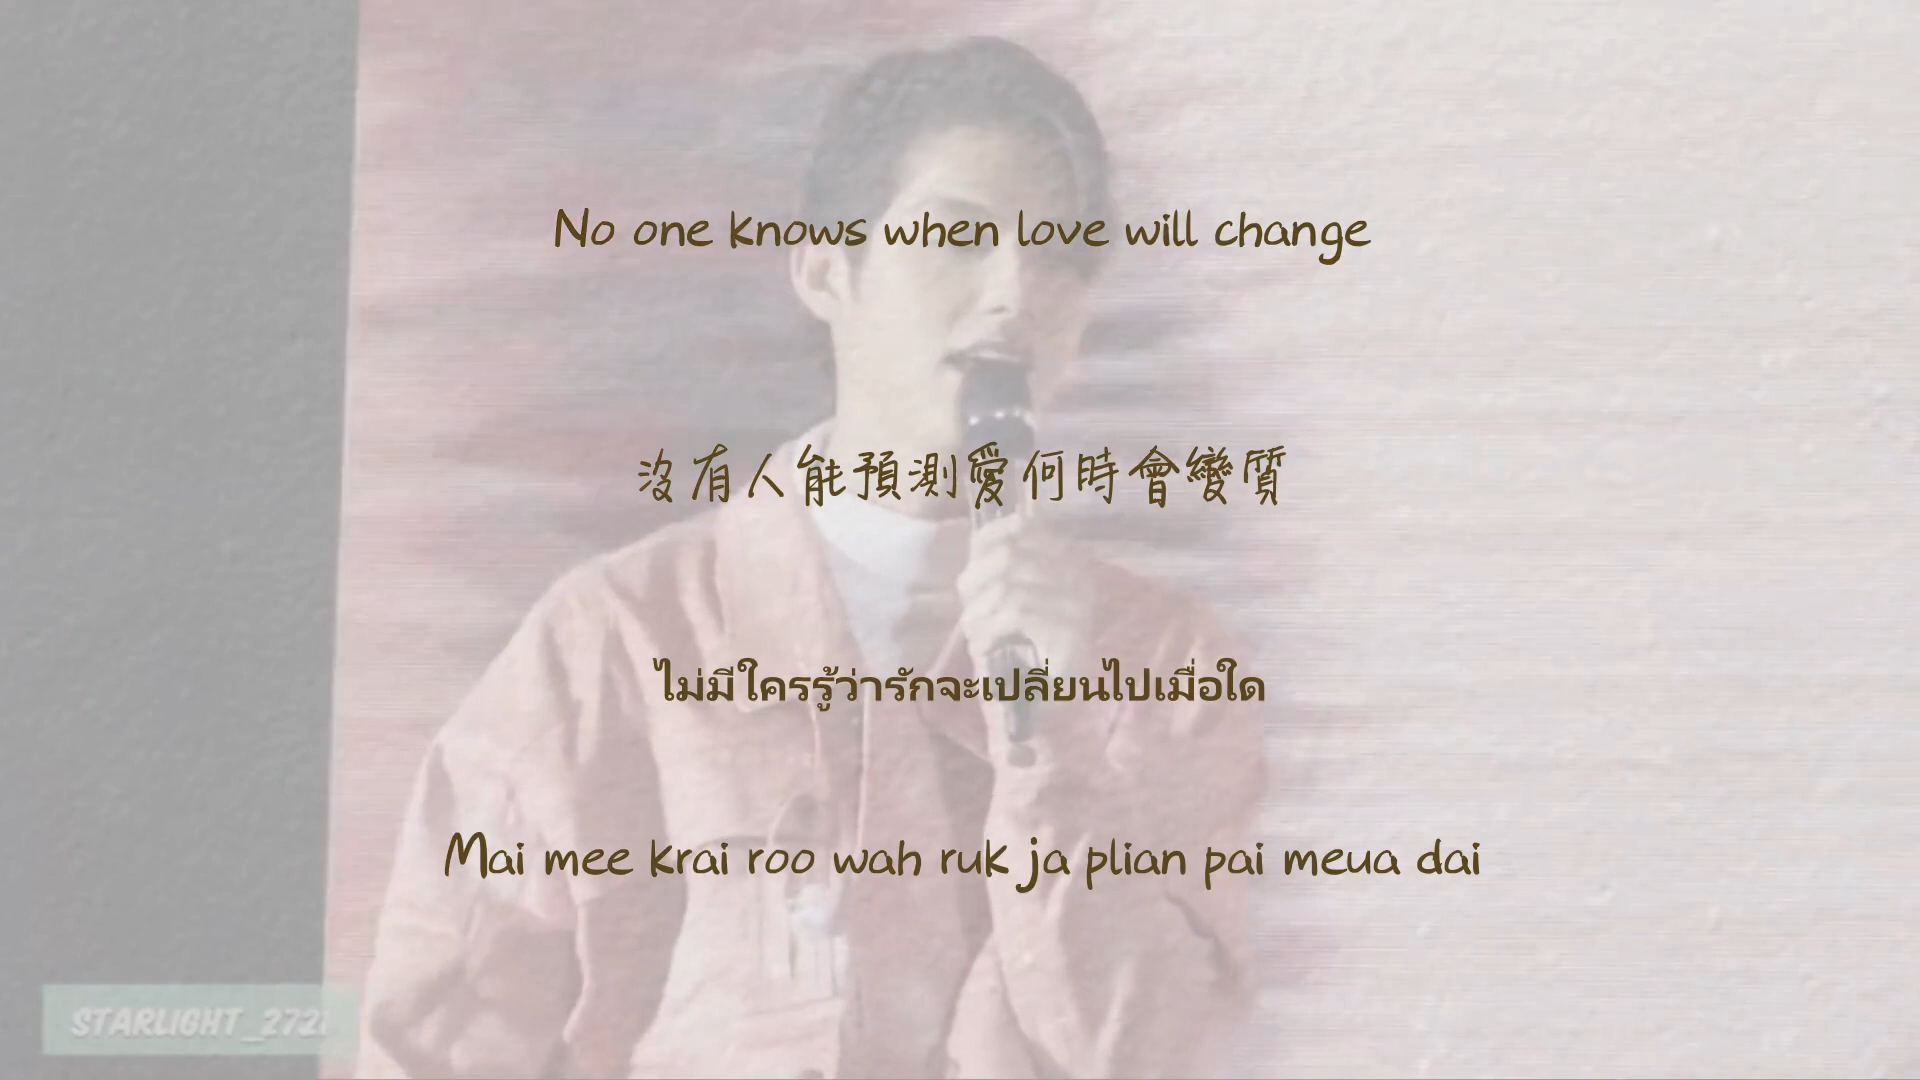 No one knows when love will change
沒有人能預測愛何時會變質
ไม่มีใครรู้ว่ารักจะเปลี่ยนไปเมื่อใด
Mai mee krai roo wah ruk ja plian pai meua dai
STARLIGHT_272